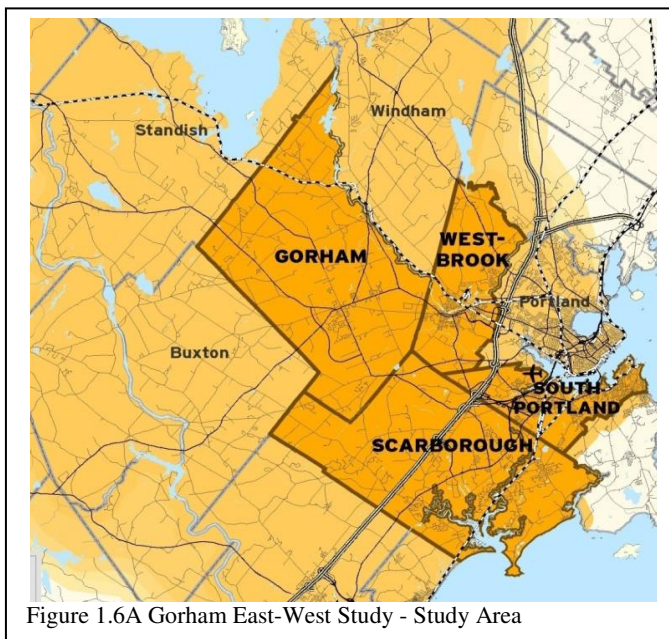 Windham
Standish
GORHAM
WEST-
BROOK
Portland
Buxton
SOUTH
PORTLAND
SCARBOROUGH
Figure 1.6A Gorham East-West Study - Study Area